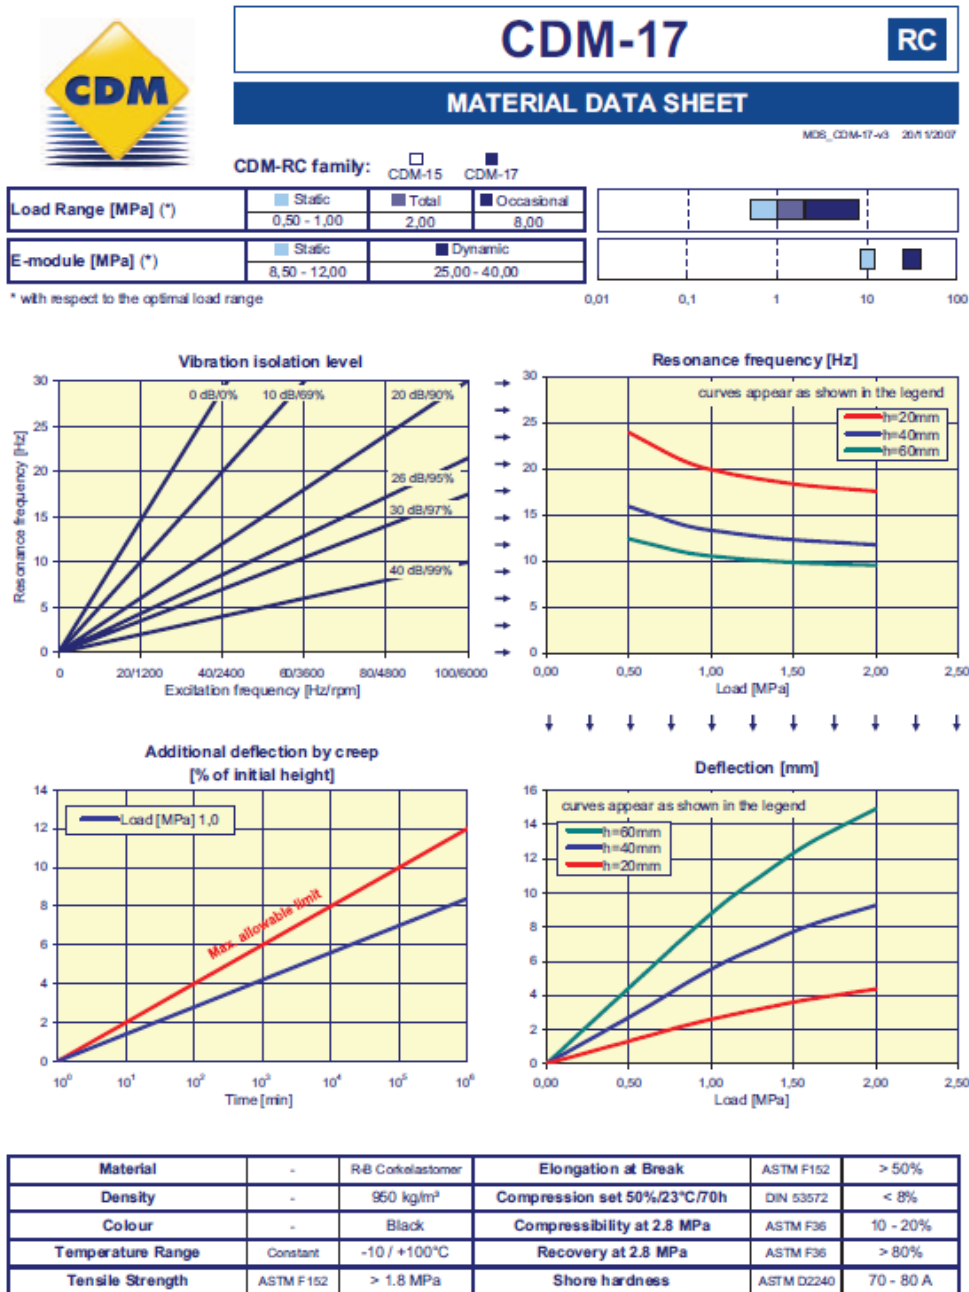 CDM
CDM-17
RC
MATERIAL DATA SHEET
MDS_CDM-17-v3 20/11/2007
CDM-RC family:
CDM-15 CDM-17
Load Range [MPa] (*)
Static Total Occasional
0,50 - 1,00 2,00 8,00
E-module [MPa] (*)
Static Dynamic
8,50 - 12,00 25,00 - 40,00
* with respect to the optimal load range
0,01 0,1 1 10 100
Vibration isolation level
30
25
20
15
10
5
0
Resonance frequency [Hz]
0 dB/0% 10 dB/69% 20 dB/90%
26 dB/95%
30 dB/97%
40 dB/99%
0 20/1200 40/2400 60/3600 80/4800 100/6000
Excitation frequency [Hz/rpm]
Resonance frequency [Hz]
30
25
20
15
10
5
0
curves appear as shown in the legend
h=20mm
h=40mm
h=60mm
0,00 0,50 1,00 1,50 2,00 2,50
Load [MPa]
Additional deflection by creep
[% of initial height]
14
12
10
8
6
4
2
0
Load [MPa] 1,0
Max. allowable limit
10⁰ 10¹ 10² 10³ 10⁴ 10⁵ 10⁶
Time [min]
Deflection [mm]
16
14
12
10
8
6
4
2
0
curves appear as shown in the legend
h=60mm
h=40mm
h=20mm
0,00 0,50 1,00 1,50 2,00 2,50
Load [MPa]
Material - R-B Corkelastomer Elongation at Break ASTM F152 > 50%
Density - 950 kg/m³ Compression set 50%/23°C/70h DIN 53572 < 8%
Colour - Black Compressibility at 2.8 MPa ASTM F36 10 - 20%
Temperature Range Constant -10 / +100°C Recovery at 2.8 MPa ASTM F36 > 80%
Tensile Strength ASTM F152 > 1.8 MPa Shore hardness ASTM D2240 70 - 80 A